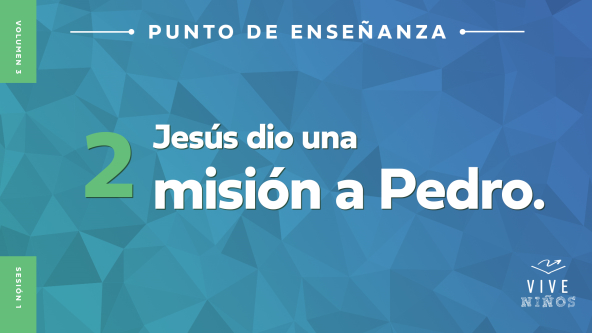 VOLUMEN 3
PUNTO DE ENSEÑANZA
2
Jesús dio una
misión a Pedro.
SESIÓN 1
VIVE
NIÑOS